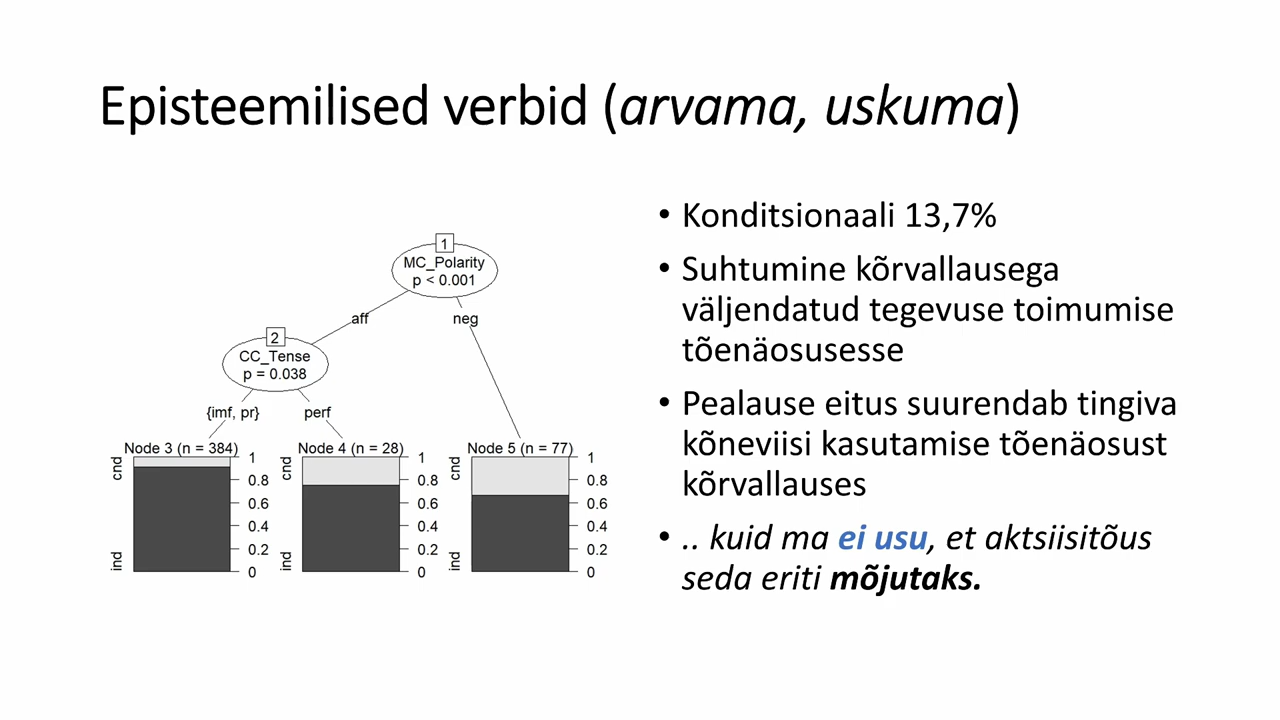 Episteemilised verbid (arvama, uskuma)
1
MC_Polarity
p < 0.001
aff
neg
2
CC_Tense
p = 0.038
{imf, pr}
perf
Node 3 (n = 384)
cnd
ind
1
0.8
0.6
0.4
0.2
0
Node 4 (n = 28)
cnd
ind
1
0.8
0.6
0.4
0.2
0
Node 5 (n = 77)
cnd
ind
1
0.8
0.6
0.4
0.2
0
• Konditsionaali 13,7%
• Suhtumine kõrvallausega
väljendatud tegevuse toimumise
tõenäosusesse
• Pealause eitus suurendab tingiva
kõneviisi kasutamise tõenäosust
kõrvallauses
• .. kuid ma ei usu, et aktsiisitõus
seda eriti mõjutaks.